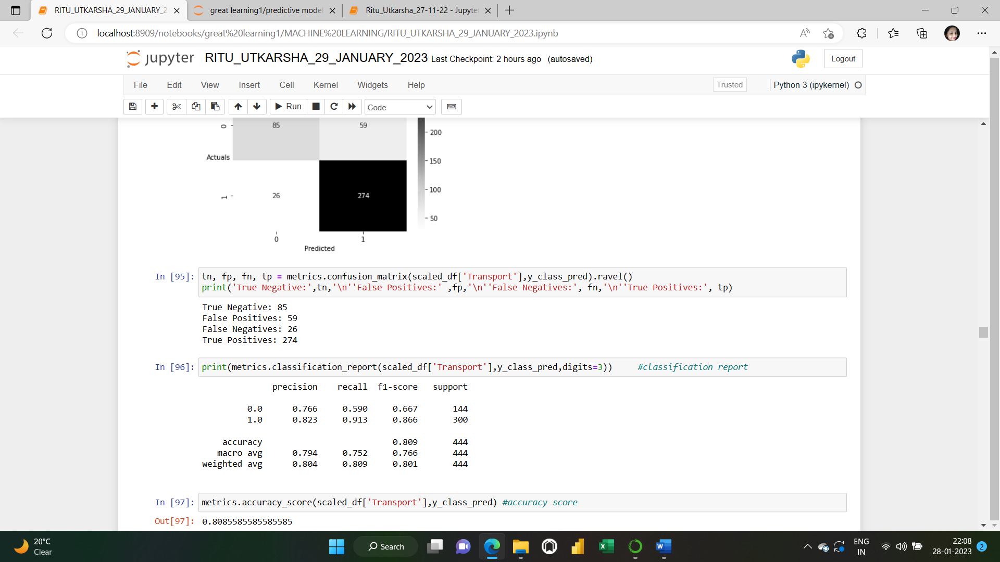 RITU_UTKARSHA_29_JANUARY_2
great learning1/predictive model
Ritu_Utkarsha_27-11-22 - Jupyte
localhost:8909/notebooks/great%20learning1/MACHINE%20LEARNING/RITU_UTKARSHA_29_JANUARY_2023.ipynb
jupyter RITU_UTKARSHA_29_JANUARY_2023 Last Checkpoint: 2 hours ago (autosaved)
Logout
File Edit View Insert Cell Kernel Widgets Help
Trusted
Python 3 (ipykernel)
Run
Code
0
85
59
200
Actuals
150
100
1
26
274
50
0
1
Predicted
In [95]: tn, fp, fn, tp = metrics.confusion_matrix(scaled_df['Transport'],y_class_pred).ravel()
print('True Negative:',tn,'\n''False Positives:' ,fp,'\n''False Negatives:', fn,'\n''True Positives:', tp)
True Negative: 85
False Positives: 59
False Negatives: 26
True Positives: 274
In [96]: print(metrics.classification_report(scaled_df['Transport'],y_class_pred,digits=3)) #classification report
precision recall f1-score support
0.0 0.766 0.590 0.667 144
1.0 0.823 0.913 0.866 300
accuracy 0.809 444
macro avg 0.794 0.752 0.766 444
weighted avg 0.804 0.809 0.801 444
In [97]: metrics.accuracy_score(scaled_df['Transport'],y_class_pred) #accuracy score
Out[97]: 0.8085585585585585
20°C
Clear
Search
ENG
IN
22:08
28-01-2023
2